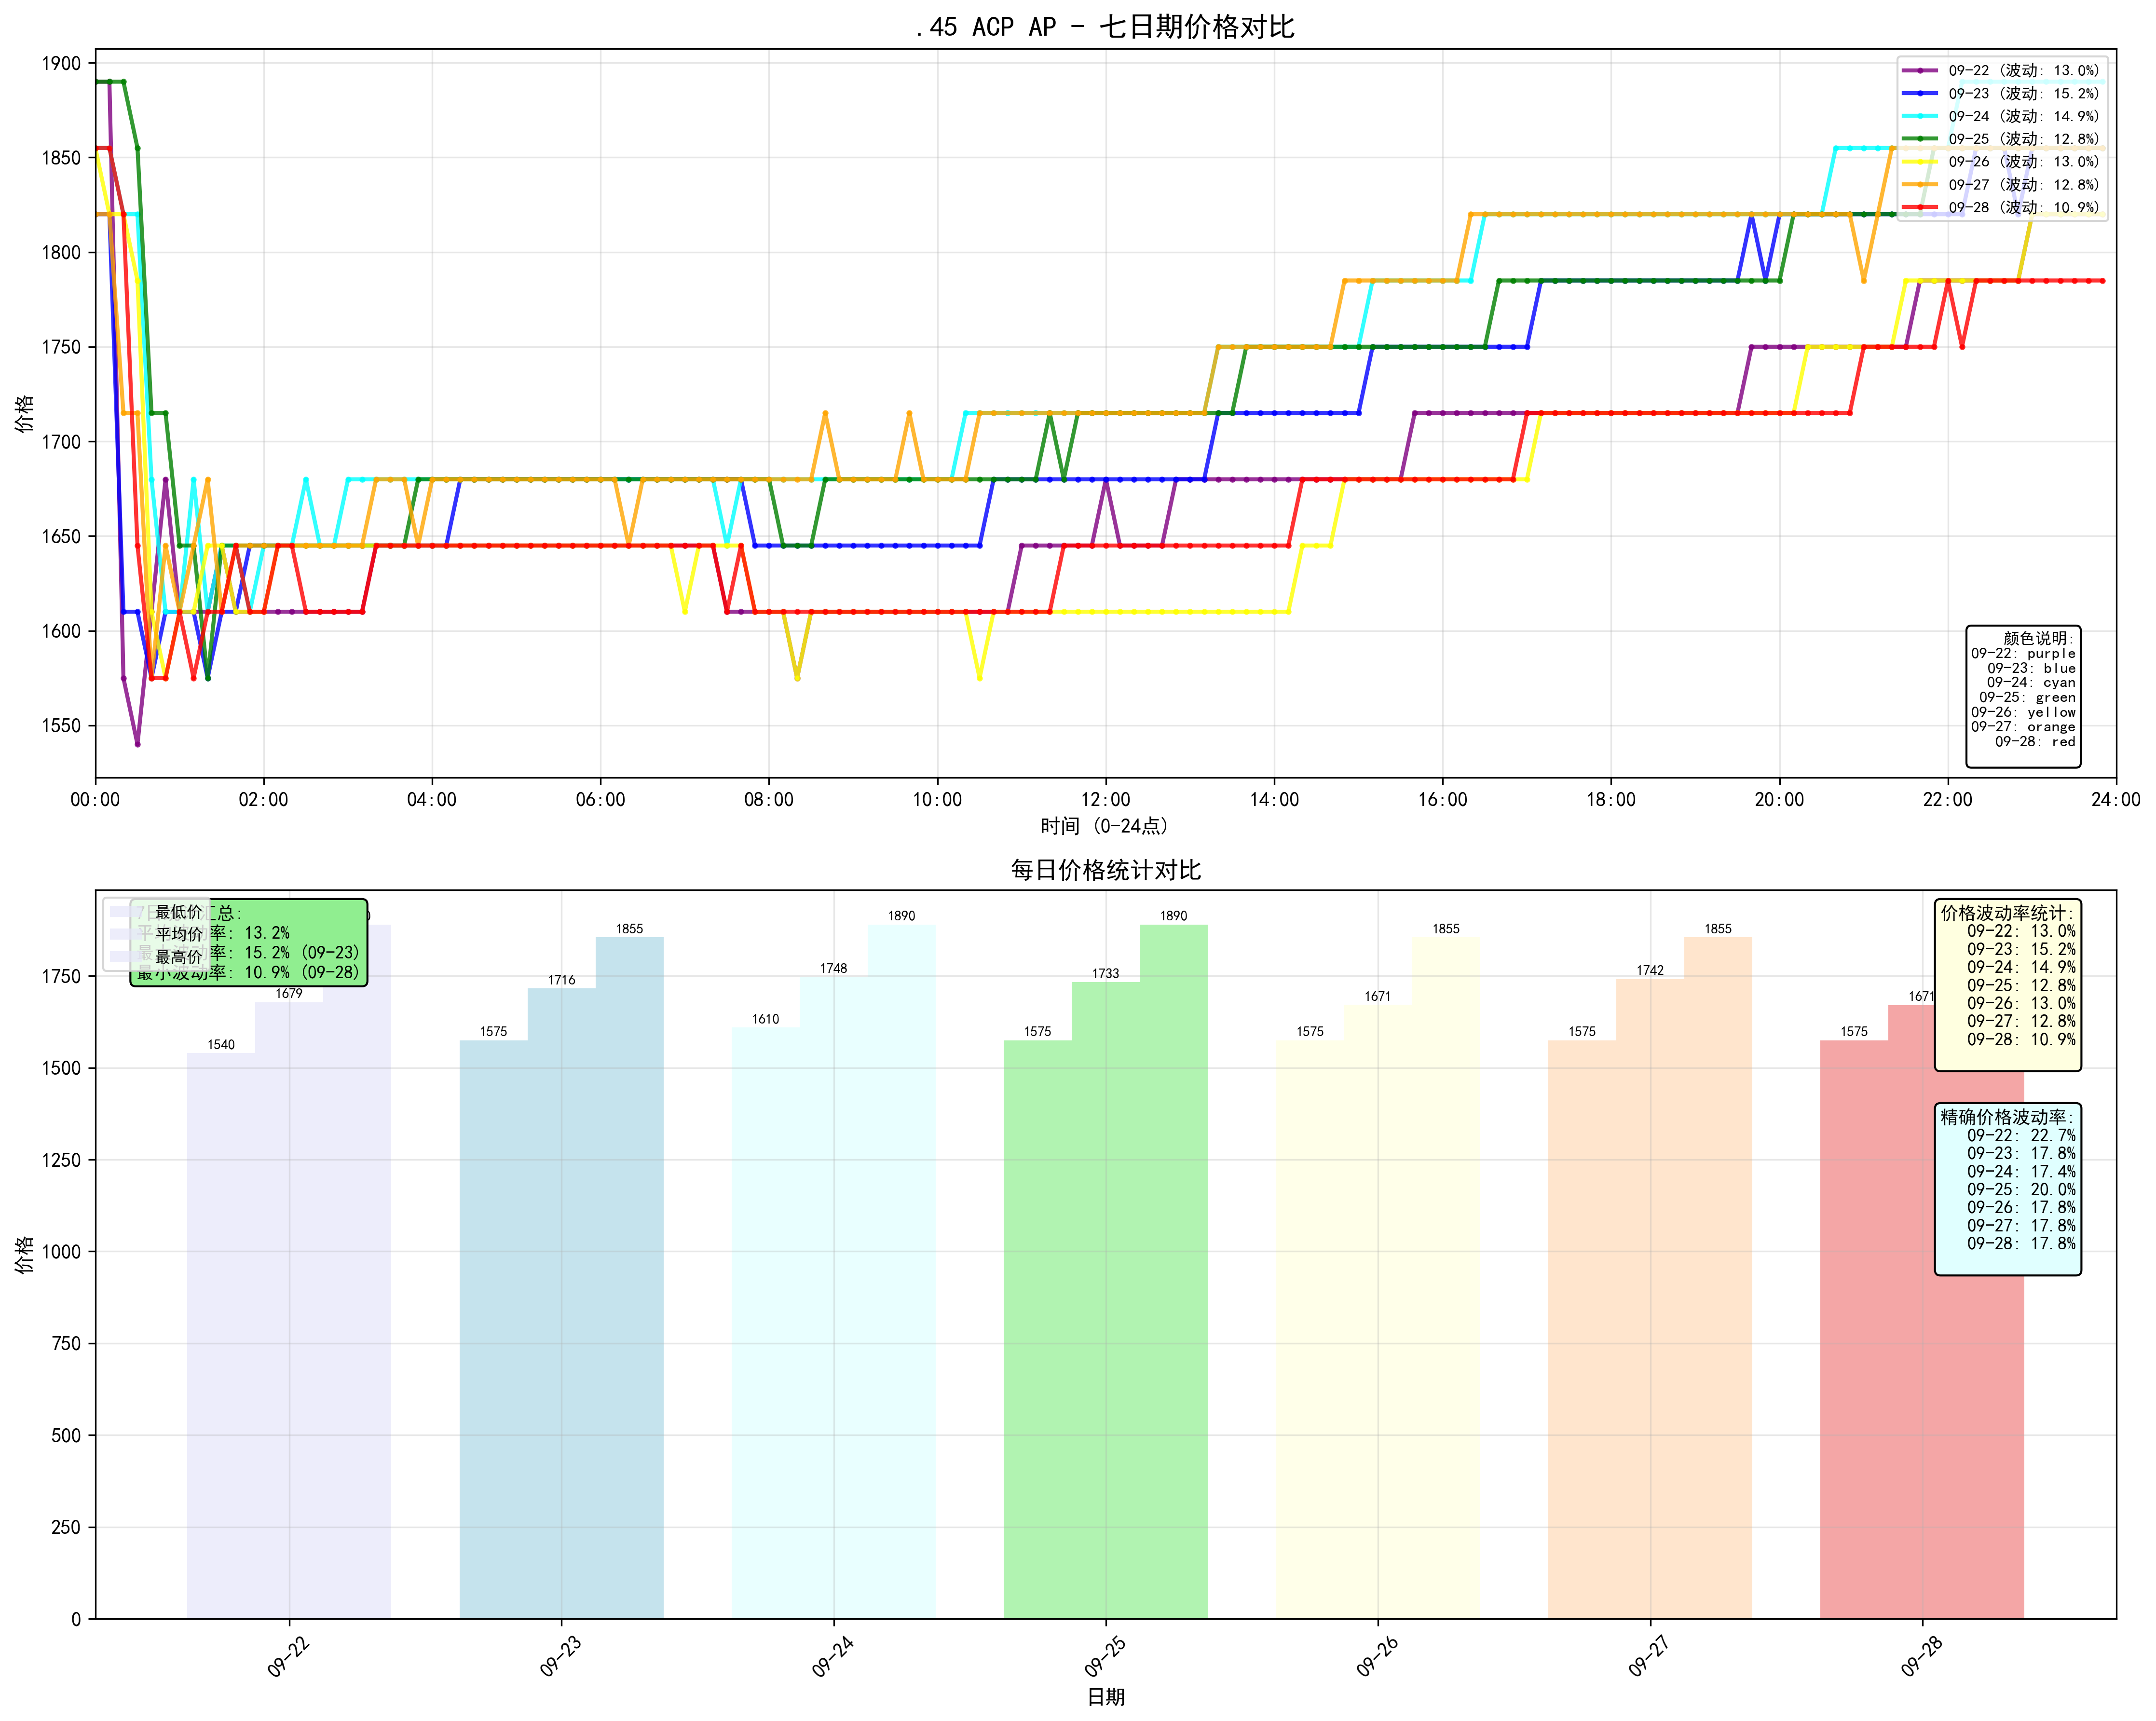 .45 ACP AP - 七日期价格对比
1900
1850
1800
1750
1700
1650
1600
1550
价格
09-22 (波动: 13.0%)
09-23 (波动: 15.2%)
09-24 (波动: 14.9%)
09-25 (波动: 12.8%)
09-26 (波动: 13.0%)
09-27 (波动: 12.8%)
09-28 (波动: 10.9%)
颜色说明:
09-22: purple
09-23: blue
09-24: cyan
09-25: green
09-26: yellow
09-27: orange
09-28: red
00:00 02:00 04:00 06:00 08:00 10:00 12:00 14:00 16:00 18:00 20:00 22:00 24:00
时间 (0-24点)
每日价格统计对比
1750
1500
1250
1000
750
500
250
0
价格
最低价
平均价
最高价
汇总:
率: 13.2%
率: 15.2% (09-23)
最小波动率: 10.9% (09-28)
1540 1679
1575 1716 1855
1610 1748 1890
1575 1733 1890
1575 1671 1855
1575 1742 1855
1575 1671
价格波动率统计:
09-22: 13.0%
09-23: 15.2%
09-24: 14.9%
09-25: 12.8%
09-26: 13.0%
09-27: 12.8%
09-28: 10.9%
精确价格波动率:
09-22: 22.7%
09-23: 17.8%
09-24: 17.4%
09-25: 20.0%
09-26: 17.8%
09-27: 17.8%
09-28: 17.8%
09-22 09-23 09-24 09-25 09-26 09-27 09-28
日期